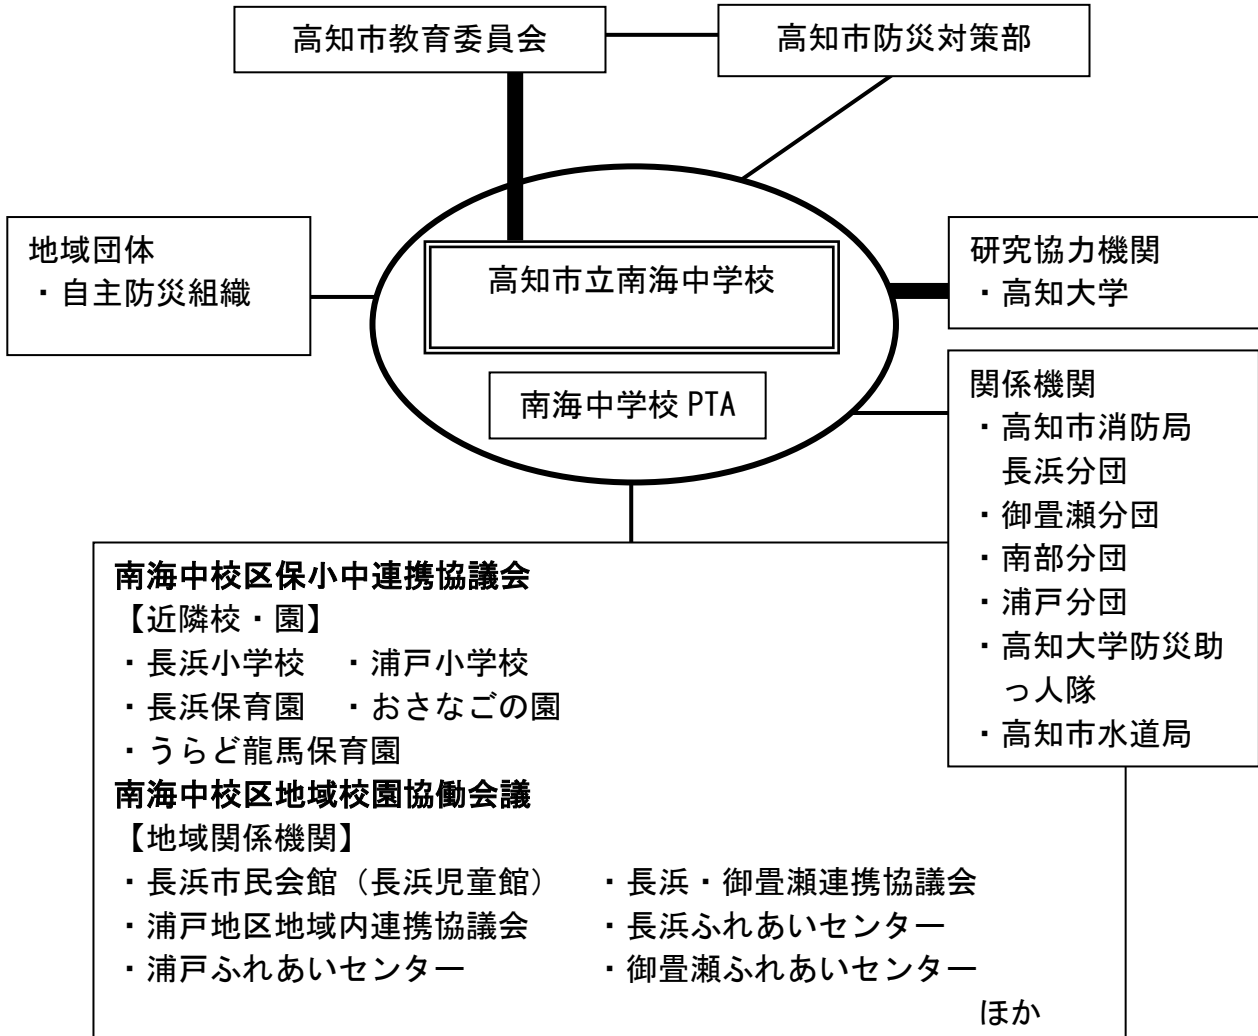 高知市教育委員会
高知市防災対策部
地域団体
・自主防災組織
高知市立南海中学校
南海中学校 PTA
研究協力機関
・高知大学
関係機関
・高知市消防局
長浜分団
・御畳瀬分団
・南部分団
・浦戸分団
・高知大学防災助
っ人隊
・高知市水道局
南海中校区保小中連携協議会
【近隣校・園】
・長浜小学校　・浦戸小学校
・長浜保育園　・おさなごの園
・うらど龍馬保育園
南海中校区地域校園協働会議
【地域関係機関】
・長浜市民会館（長浜児童館）　・長浜・御畳瀬連携協議会
・浦戸地区地域内連携協議会　・長浜ふれあいセンター
・浦戸ふれあいセンター　・御畳瀬ふれあいセンター
ほか